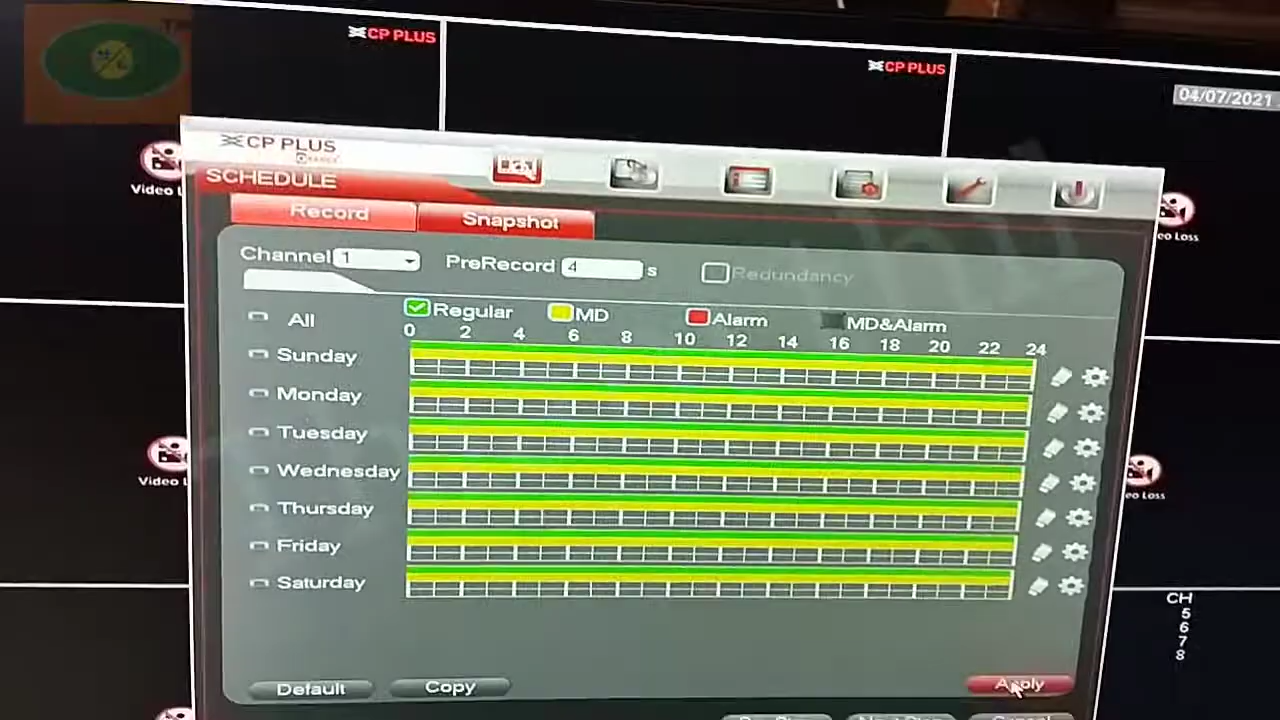 CP PLUS
CP PLUS
04/07/2021
CP PLUS
ORANGE
SCHEDULE
Record
Snapshot
Channel 1
PreRecord 4 s
Redundancy
All
Regular
MD
Alarm
MD&Alarm
0 2 4 6 8 10 12 14 16 18 20 22 24
Sunday
Monday
Tuesday
Wednesday
Thursday
Friday
Saturday
Default
Copy
Apply
Video L
eo Loss
Video L
eo Loss
CH
5
6
7
8